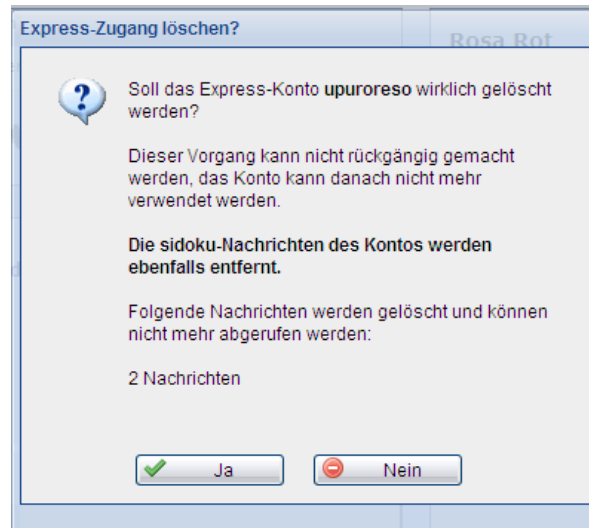 Express-Zugang löschen?
Rosa Rot
Soll das Express-Konto upuroreso wirklich gelöscht
werden?
Dieser Vorgang kann nicht rückgängig gemacht
werden, das Konto kann danach nicht mehr
verwendet werden.
Die sidoku-Nachrichten des Kontos werden
ebenfalls entfernt.
Folgende Nachrichten werden gelöscht und können
nicht mehr abgerufen werden:
2 Nachrichten
Ja
Nein